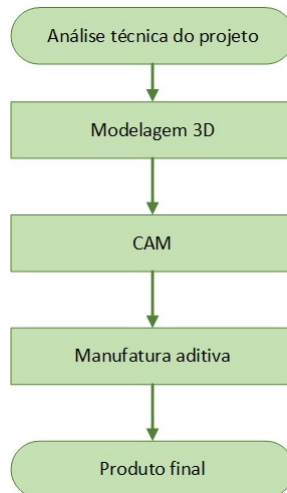 Análise técnica do projeto
Modelagem 3D
CAM
Manufatura aditiva
Produto final